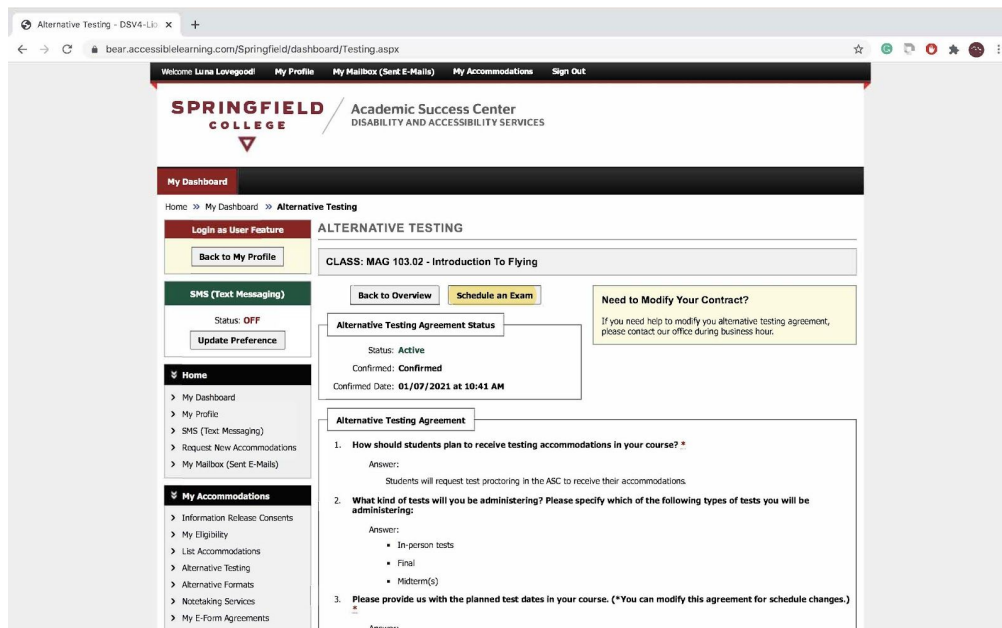 Alternative Testing - DSV4-Lio
bear.accessiblelearning.com/Springfield/dashboard/Testing.aspx
Welcome Luna Lovegood! My Profile My Mailbox (Sent E-Mails) My Accommodations Sign Out
SPRINGFIELD
COLLEGE
Academic Success Center
DISABILITY AND ACCESSIBILITY SERVICES
My Dashboard
Home » My Dashboard » Alternative Testing
Login as User Feature
Back to My Profile
SMS (Text Messaging)
Status: OFF
Update Preference
Home
My Dashboard
My Profile
SMS (Text Messaging)
Request New Accommodations
My Mailbox (Sent E-Mails)
My Accommodations
Information Release Consents
My Eligibility
List Accommodations
Alternative Testing
Alternative Formats
Notetaking Services
My E-Form Agreements
ALTERNATIVE TESTING
CLASS: MAG 103.02 - Introduction To Flying
Back to Overview Schedule an Exam
Need to Modify Your Contract?
If you need help to modify you alternative testing agreement,
please contact our office during business hour.
Alternative Testing Agreement Status
Status: Active
Confirmed: Confirmed
Confirmed Date: 01/07/2021 at 10:41 AM
Alternative Testing Agreement
1. How should students plan to receive testing accommodations in your course? *
Answer:
Students will request test proctoring in the ASC to receive their accommodations.
2. What kind of tests will you be administering? Please specify which of the following types of tests you will be
administering:
Answer:
In-person tests
Final
Midterm(s)
3. Please provide us with the planned test dates in your course. (*You can modify this agreement for schedule changes.)
*